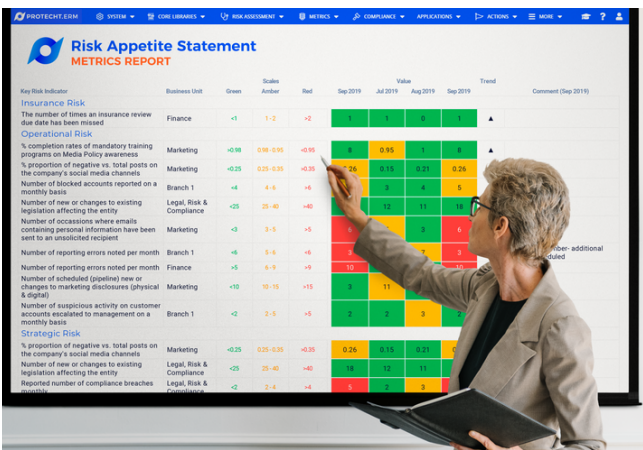 PROTECHT.ERM SYSTEM CORE LIBRARIES RISK ASSESSMENT METRICS COMPLIANCE APPLICATIONS ACTIONS MORE ?
Risk Appetite Statement
METRICS REPORT
Scales Value Trend
Key Risk Indicator Business Unit Green Amber Red Sep 2019 Jul 2019 Aug 2019 Sep 2019 Comment (Sep 2019)
Insurance Risk
The number of times an insurance review
due date has been missed
Finance <1 1-2 >2 1 1 0 1 ▲
Operational Risk
% completion rates of mandatory training
programs on Media Policy awareness
Marketing >0.98 0.98-0.95 <0.95 8 0.95 1 8 ▲
% proportion of negative vs. total posts on
the company's social media channels
Marketing <0.25 0.25-0.35 >0.35 0.26 0.15 0.21 0.26
Number of blocked accounts reported on a
monthly basis
Branch 1 <4 4-6 >6 3 4 5
Number of new or changes to existing
legislation affecting the entity
Legal, Risk &
Compliance
<25 25-40 >40 12 11 18
Number of occassions where emails
containing personal information have been
sent to an unsolicited recipient
Marketing <3 3-5 >5 6 3 6
Number of reporting errors noted per month Branch 1 <6 5-6 >6 3 7 3 additional
Number of reporting errors noted per month Finance <5 6-9 >9 10 10
Number of scheduled (pipeline) new or
changes to marketing disclosures (physical
& digital)
Marketing <10 10-15 >15 3 11
Number of suspicious activity on customer
accounts escalated to management on a
monthly basis
Branch 1 <2 2-5 >5 2 2 3 2
Strategic Risk
% proportion of negative vs. total posts on
the company's social media channels
Marketing <0.25 0.25-0.35 >0.35 0.26 0.15 0.21
Number of new or changes to existing
legislation affecting the entity
Legal, Risk &
Compliance
<25 25-40 >40 18 12 11
Reported number of compliance breaches
monthly
Legal, Risk &
Compliance
<2 2-4 >4 5 2 3